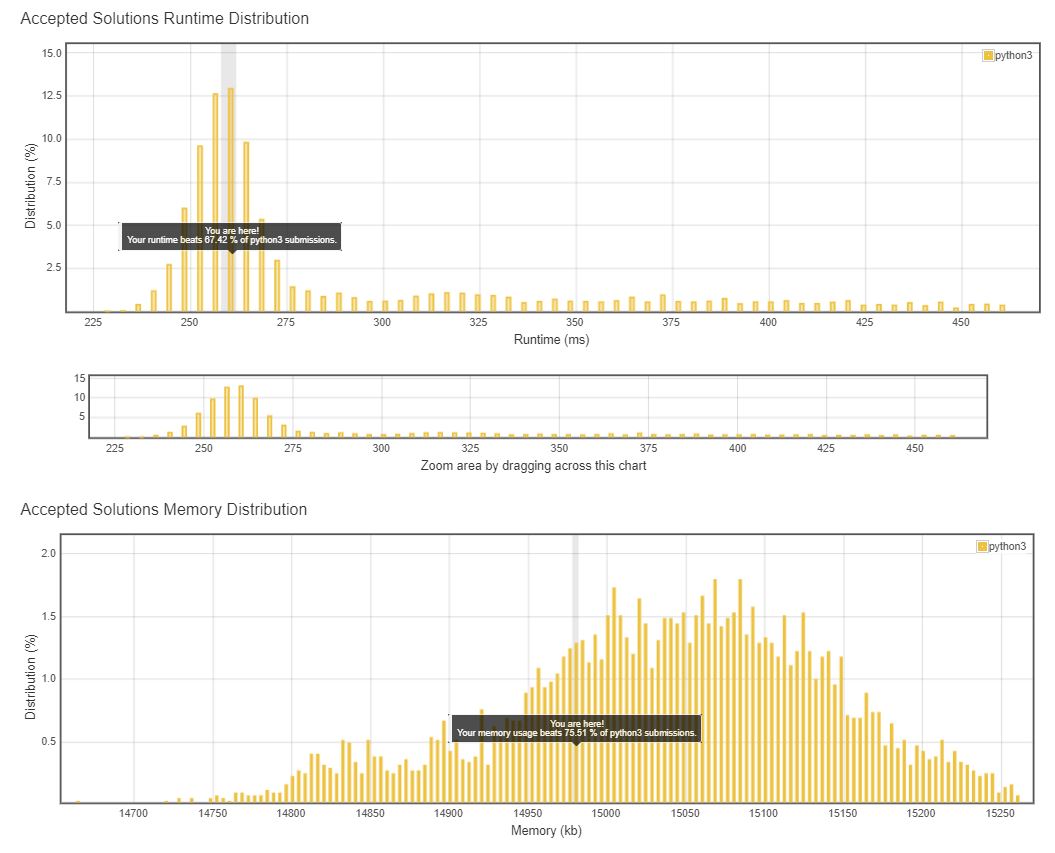 Accepted Solutions Runtime Distribution
15.0
python3
12.5
10.0
7.5
5.0
2.5
Distribution (%)
You are here!
Your runtime beats 67.42 % of python3 submissions.
225 250 275 300 325 350 375 400 425 450
Runtime (ms)
15
10
5
225 250 275 300 325 350 375 400 425 450
Zoom area by dragging across this chart
Accepted Solutions Memory Distribution
2.0
python3
1.5
1.0
0.5
Distribution (%)
You are here!
Your memory usage beats 75.51 % of python3 submissions.
14700 14750 14800 14850 14900 14950 15000 15050 15100 15150 15200 15250
Memory (kb)